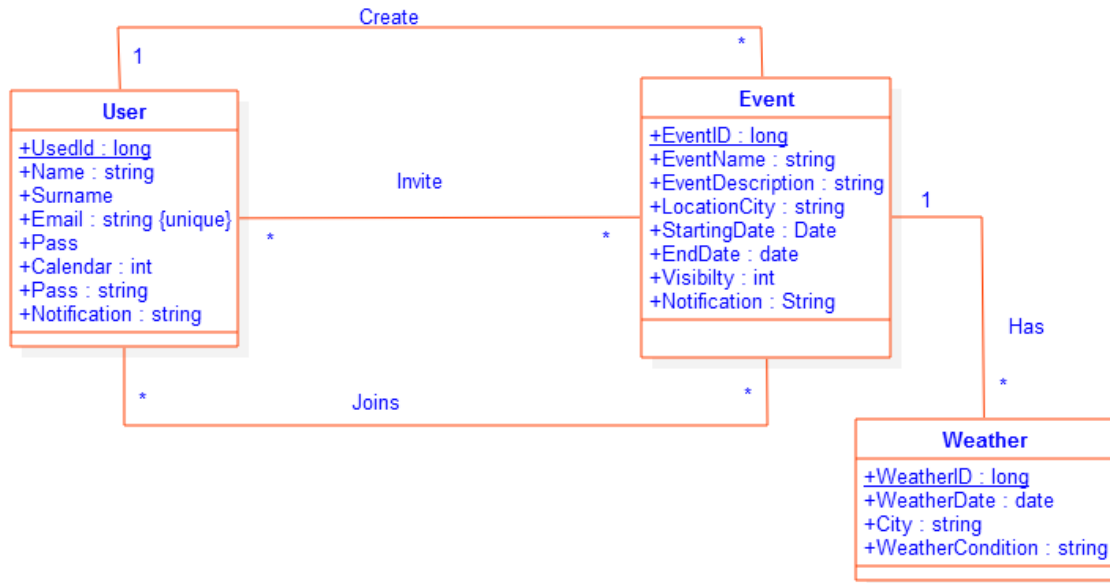 Create
1
*
User
+UsedId : long
+Name : string
+Surname
+Email : string {unique}
+Pass
+Calendar : int
+Pass : string
+Notification : string
Invite
*
*
Event
+EventID : long
+EventName : string
+EventDescription : string
+LocationCity : string
+StartingDate : Date
+EndDate : date
+Visibilty : int
+Notification : String
1
Has
*
*
Joins
*
Weather
+WeatherID : long
+WeatherDate : date
+City : string
+WeatherCondition : string